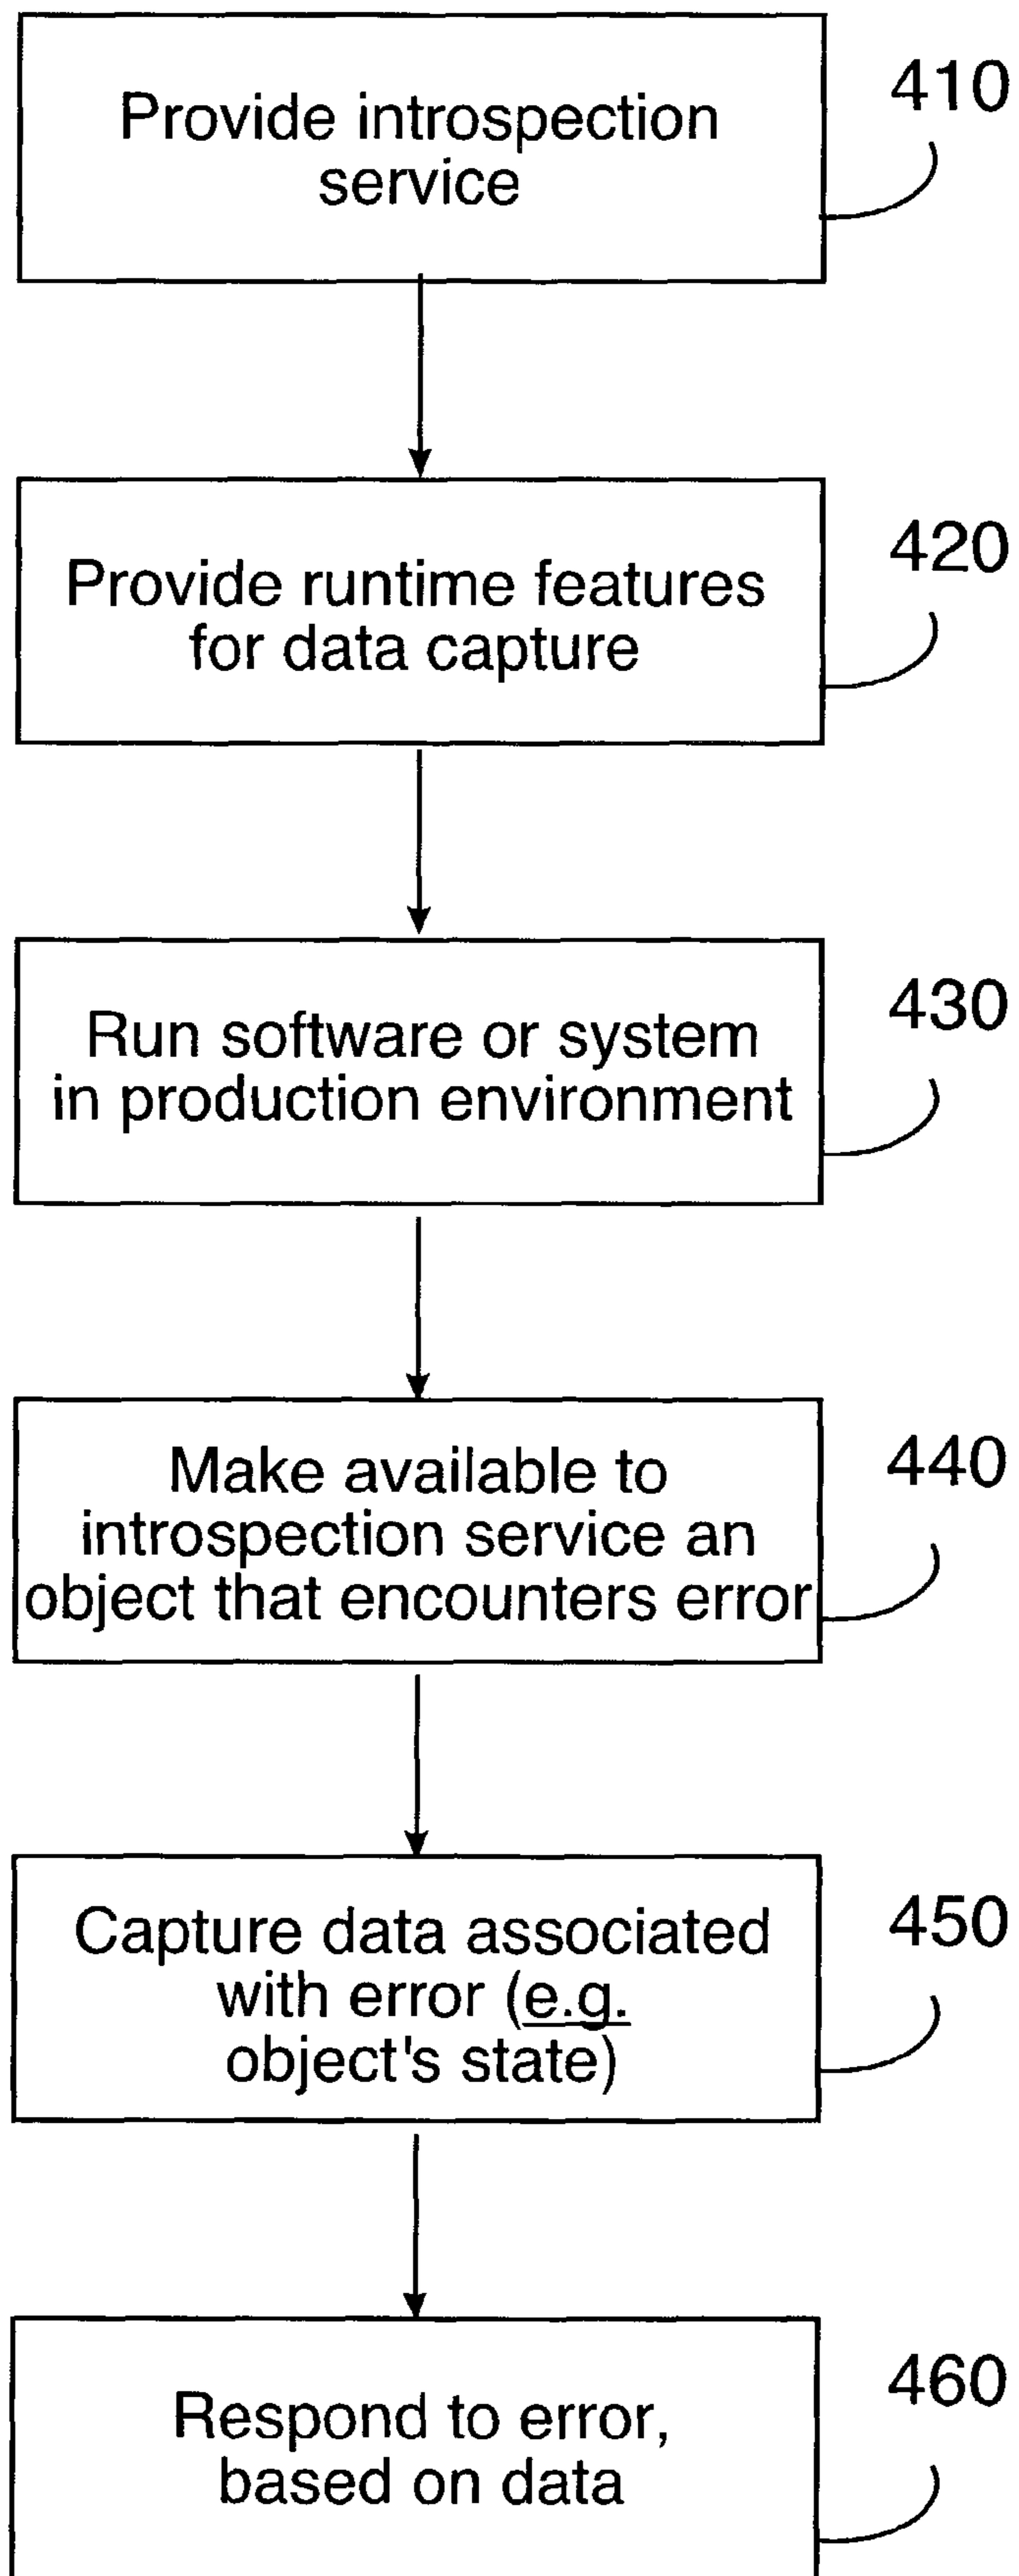 Provide introspection
service
410
Provide runtime features
for data capture
420
Run software or system
in production environment
430
Make available to
introspection service an
object that encounters error
440
Capture data associated
with error (e.g.
object's state)
450
Respond to error,
based on data
460